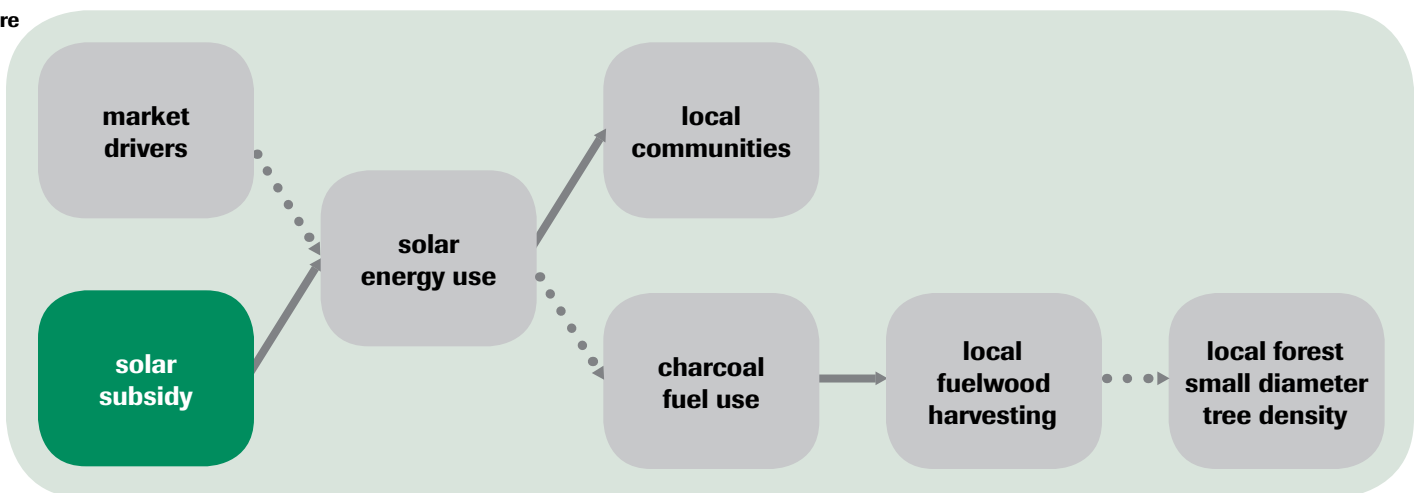 re
market
drivers
local
communities
solar
energy use
solar
subsidy
charcoal
fuel use
local
fuelwood
harvesting
local forest
small diameter
tree density